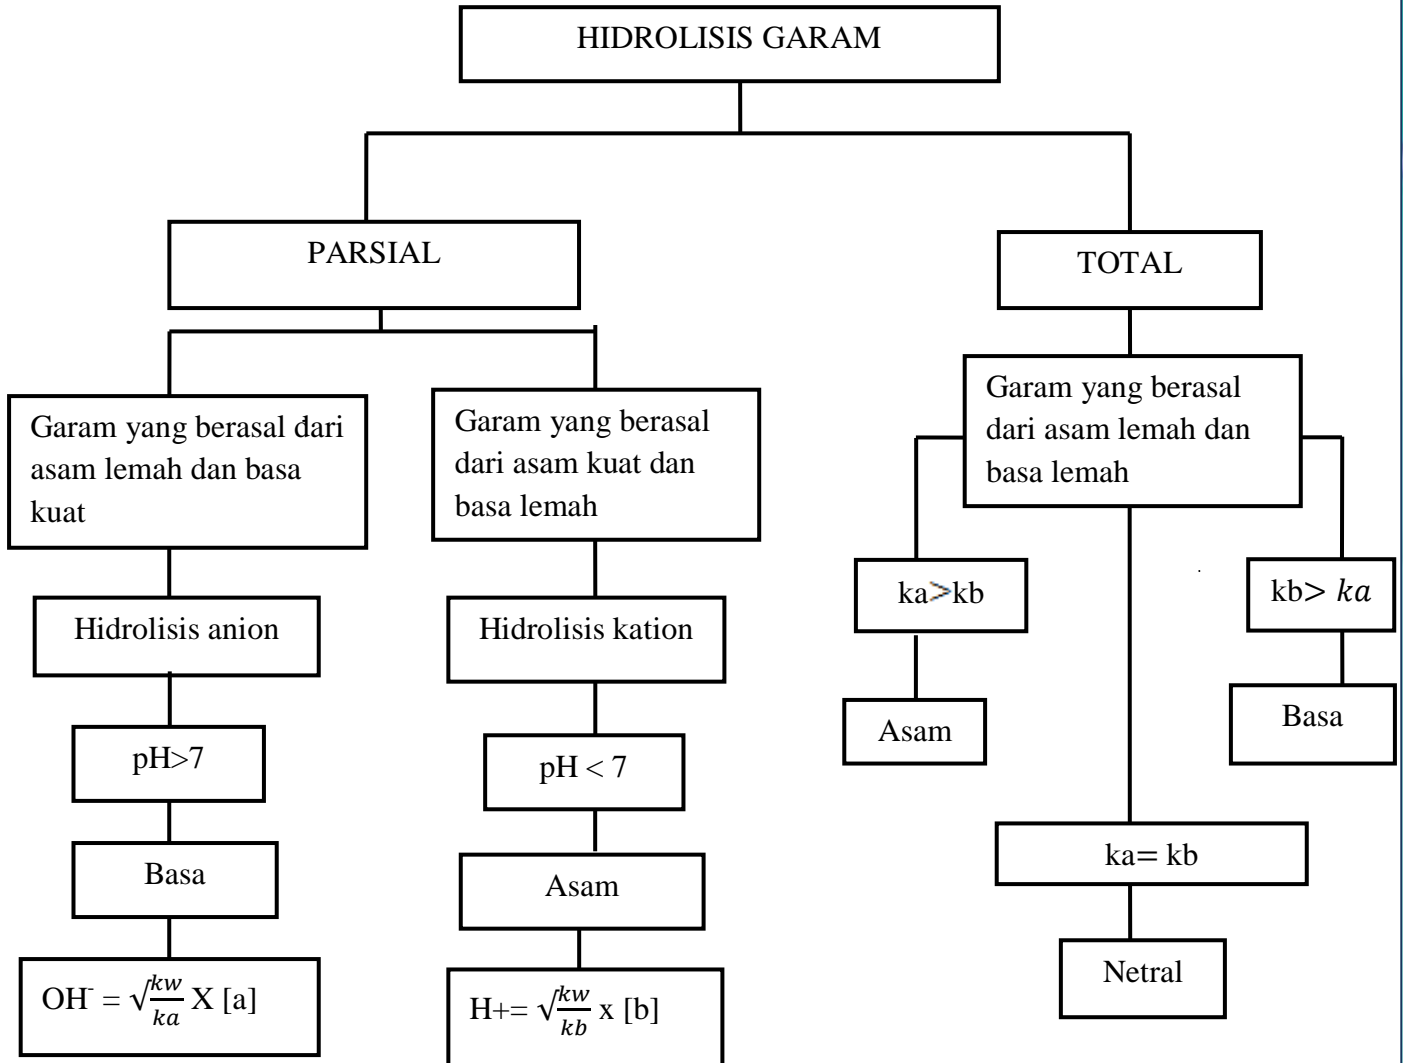 HIDROLISIS GARAM
PARSIAL
TOTAL
Garam yang berasal dari
asam lemah dan basa
kuat
Garam yang berasal
dari asam kuat dan
basa lemah
Garam yang berasal
dari asam lemah dan
basa lemah
Hidrolisis anion
Hidrolisis kation
ka>kb
kb> ka
pH>7
pH < 7
Asam
Basa
Basa
Asam
ka= kb
Netral
OH⁻ = √kw/ka X [a]
H+= √kw/kb x [b]